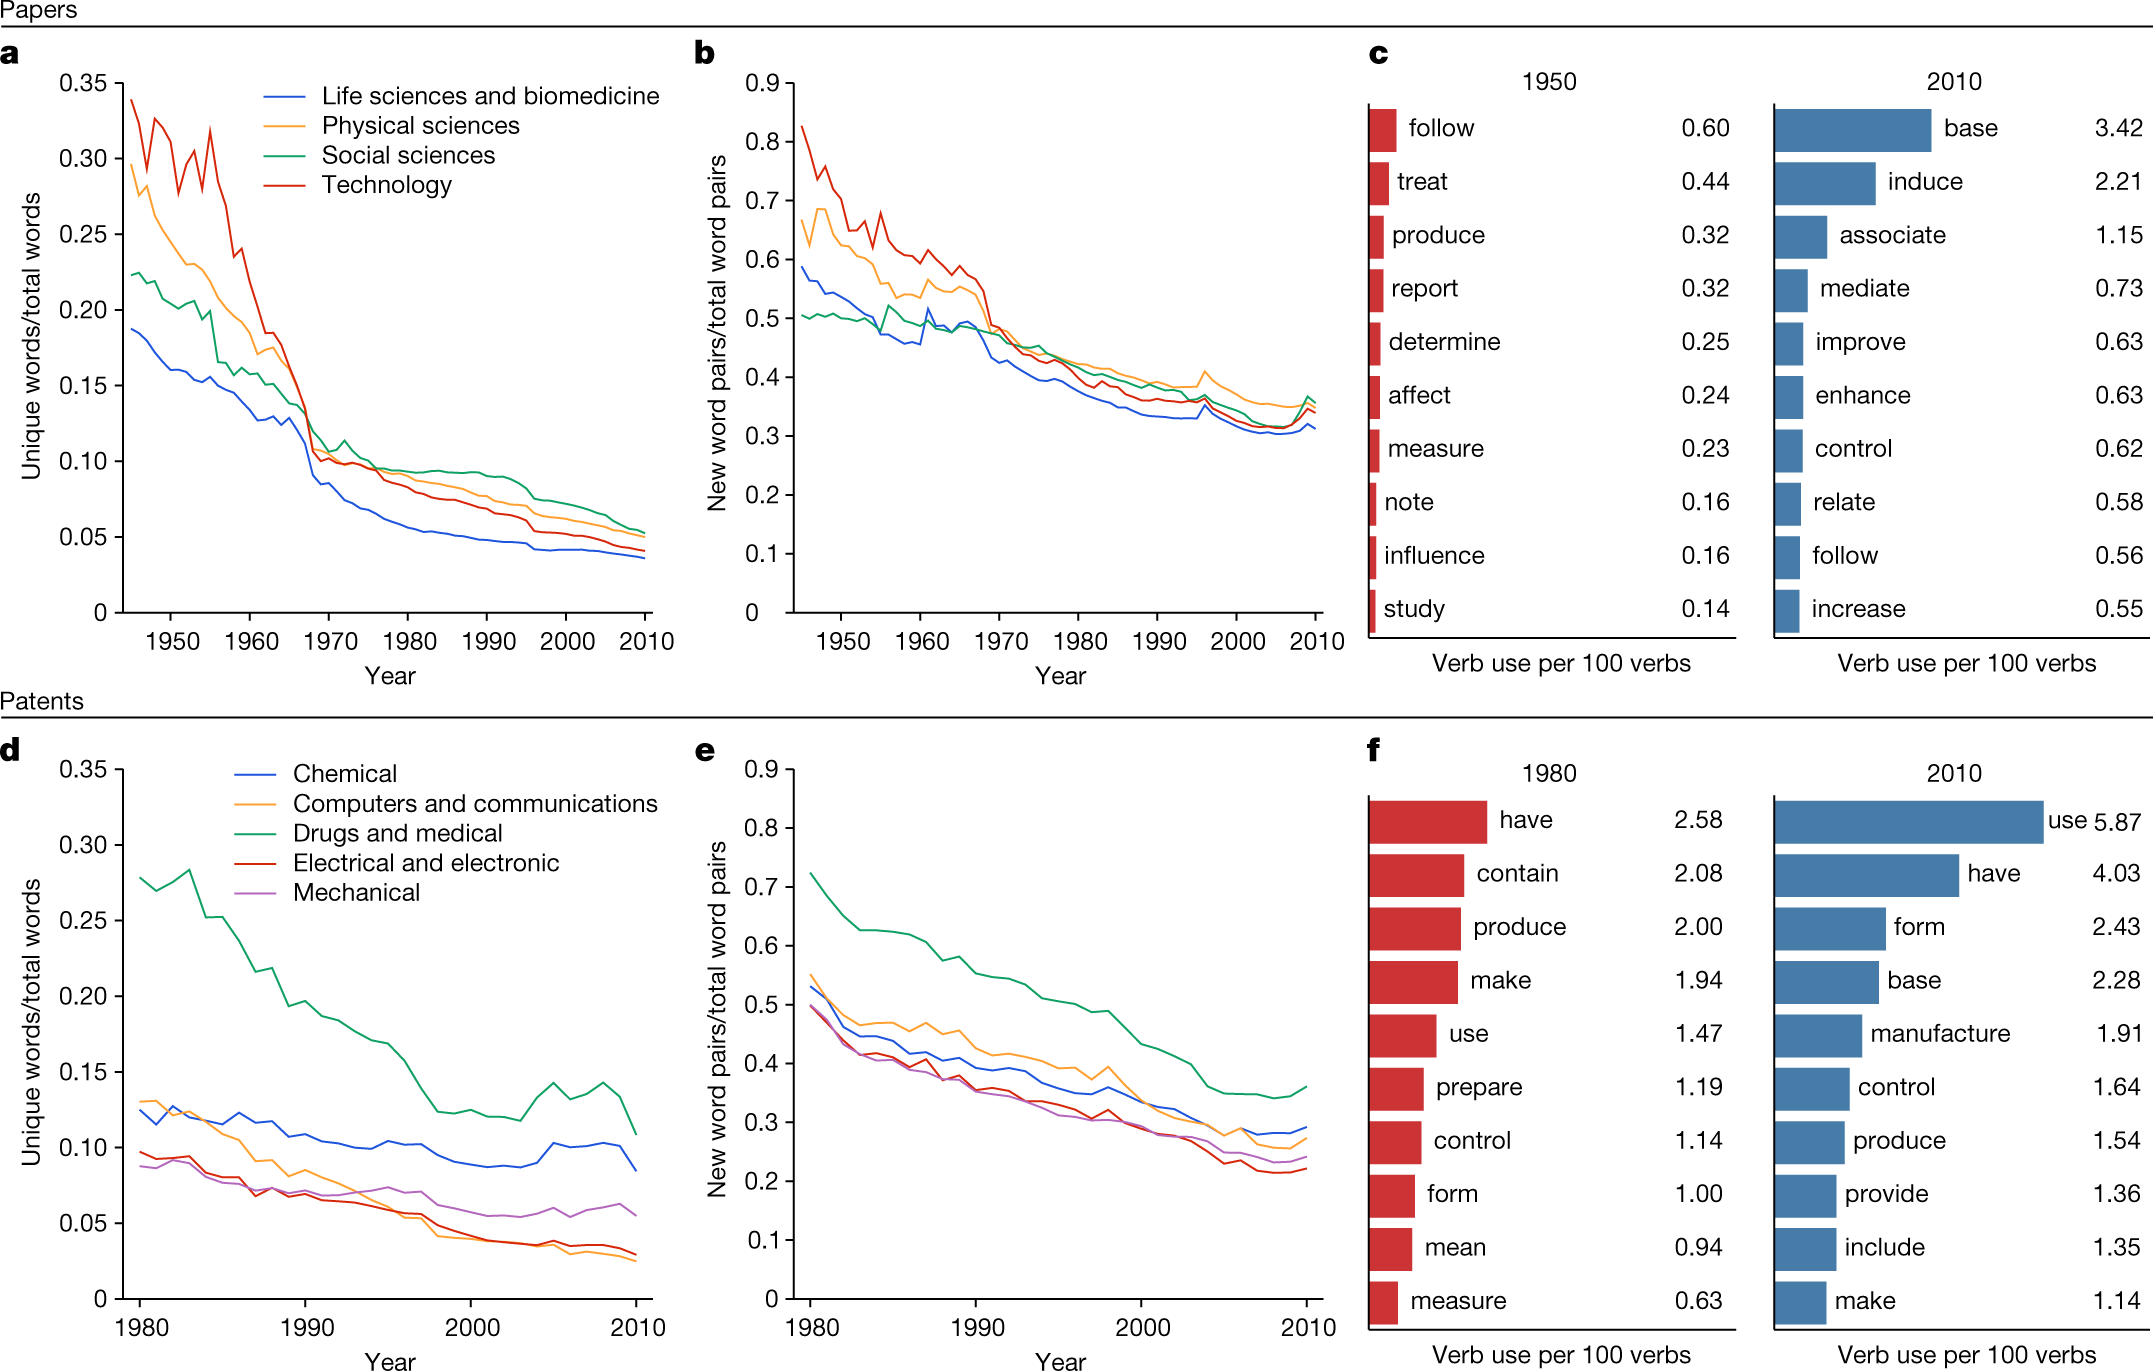 Papers
a
Unique words/total words
0.35
0.30
0.25
0.20
0.15
0.10
0.05
0
Life sciences and biomedicine
Physical sciences
Social sciences
Technology
1950 1960 1970 1980 1990 2000 2010
Year
b
New word pairs/total word pairs
0.9
0.8
0.7
0.6
0.5
0.4
0.3
0.2
0.1
0
1950 1960 1970 1980 1990 2000 2010
Year
c
1950
follow 0.60
treat 0.44
produce 0.32
report 0.32
determine 0.25
affect 0.24
measure 0.23
note 0.16
influence 0.16
study 0.14
Verb use per 100 verbs
2010
base 3.42
induce 2.21
associate 1.15
mediate 0.73
improve 0.63
enhance 0.63
control 0.62
relate 0.58
follow 0.56
increase 0.55
Verb use per 100 verbs
Patents
d
Unique words/total words
0.35
0.30
0.25
0.20
0.15
0.10
0.05
0
Chemical
Computers and communications
Drugs and medical
Electrical and electronic
Mechanical
1980 1990 2000 2010
Year
e
New word pairs/total word pairs
0.9
0.8
0.7
0.6
0.5
0.4
0.3
0.2
0.1
0
1980 1990 2000 2010
Year
f
1980
have 2.58
contain 2.08
produce 2.00
make 1.94
use 1.47
prepare 1.19
control 1.14
form 1.00
mean 0.94
measure 0.63
Verb use per 100 verbs
2010
use 5.87
have 4.03
form 2.43
base 2.28
manufacture 1.91
control 1.64
produce 1.54
provide 1.36
include 1.35
make 1.14
Verb use per 100 verbs